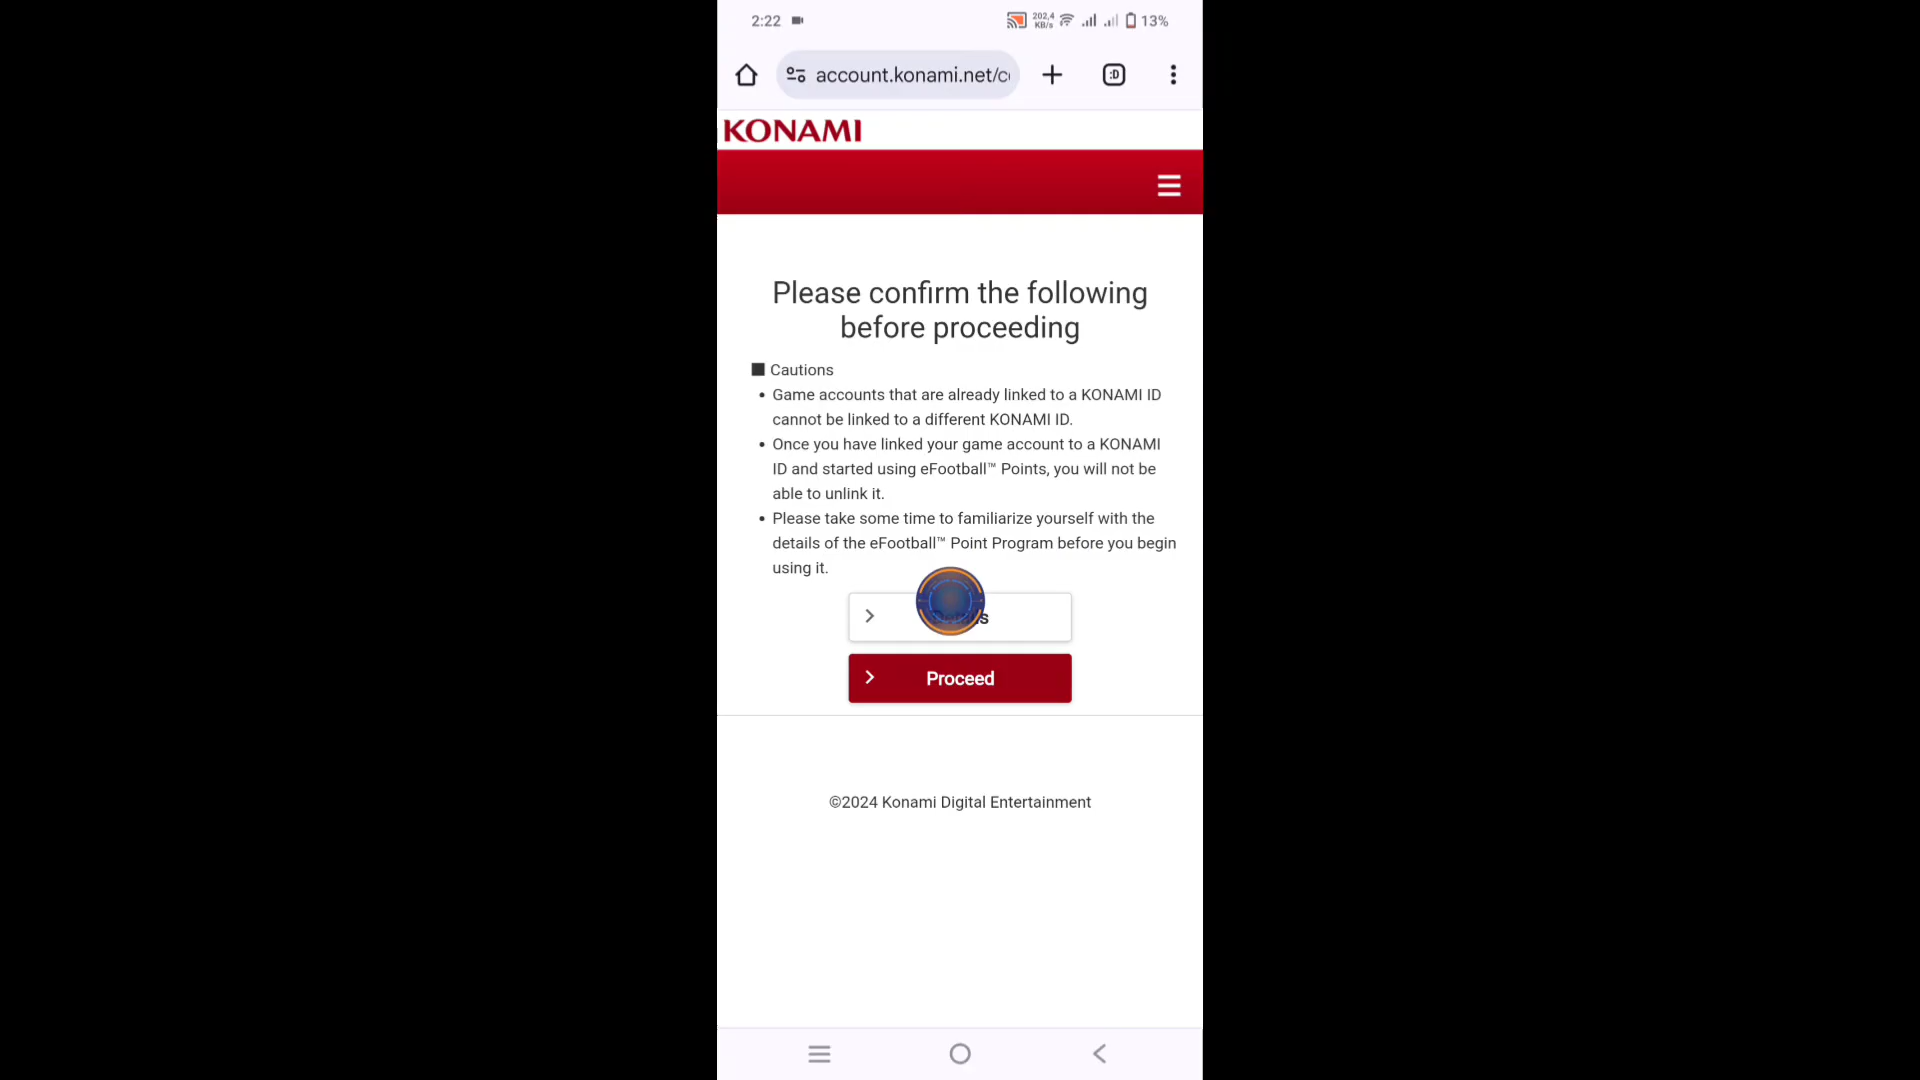 2:22
202,4
KB/s
13%
account.konami.net/c
:D
KONAMI
Please confirm the following
before proceeding
■ Cautions
• Game accounts that are already linked to a KONAMI ID
cannot be linked to a different KONAMI ID.
• Once you have linked your game account to a KONAMI
ID and started using eFootball™ Points, you will not be
able to unlink it.
• Please take some time to familiarize yourself with the
details of the eFootball™ Point Program before you begin
using it.
Proceed
©2024 Konami Digital Entertainment